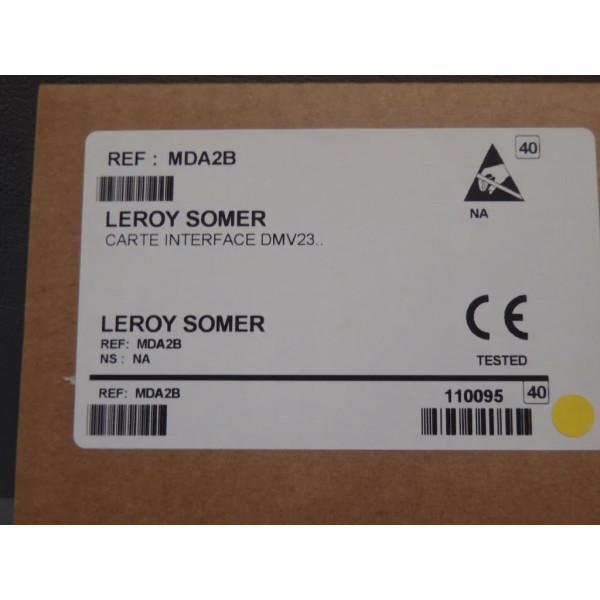 REF : MDA2B
40
LEROY SOMER
CARTE INTERFACE DMV23..
NA
LEROY SOMER
REF: MDA2B
NS : NA
CE
TESTED
REF: MDA2B
110095
40